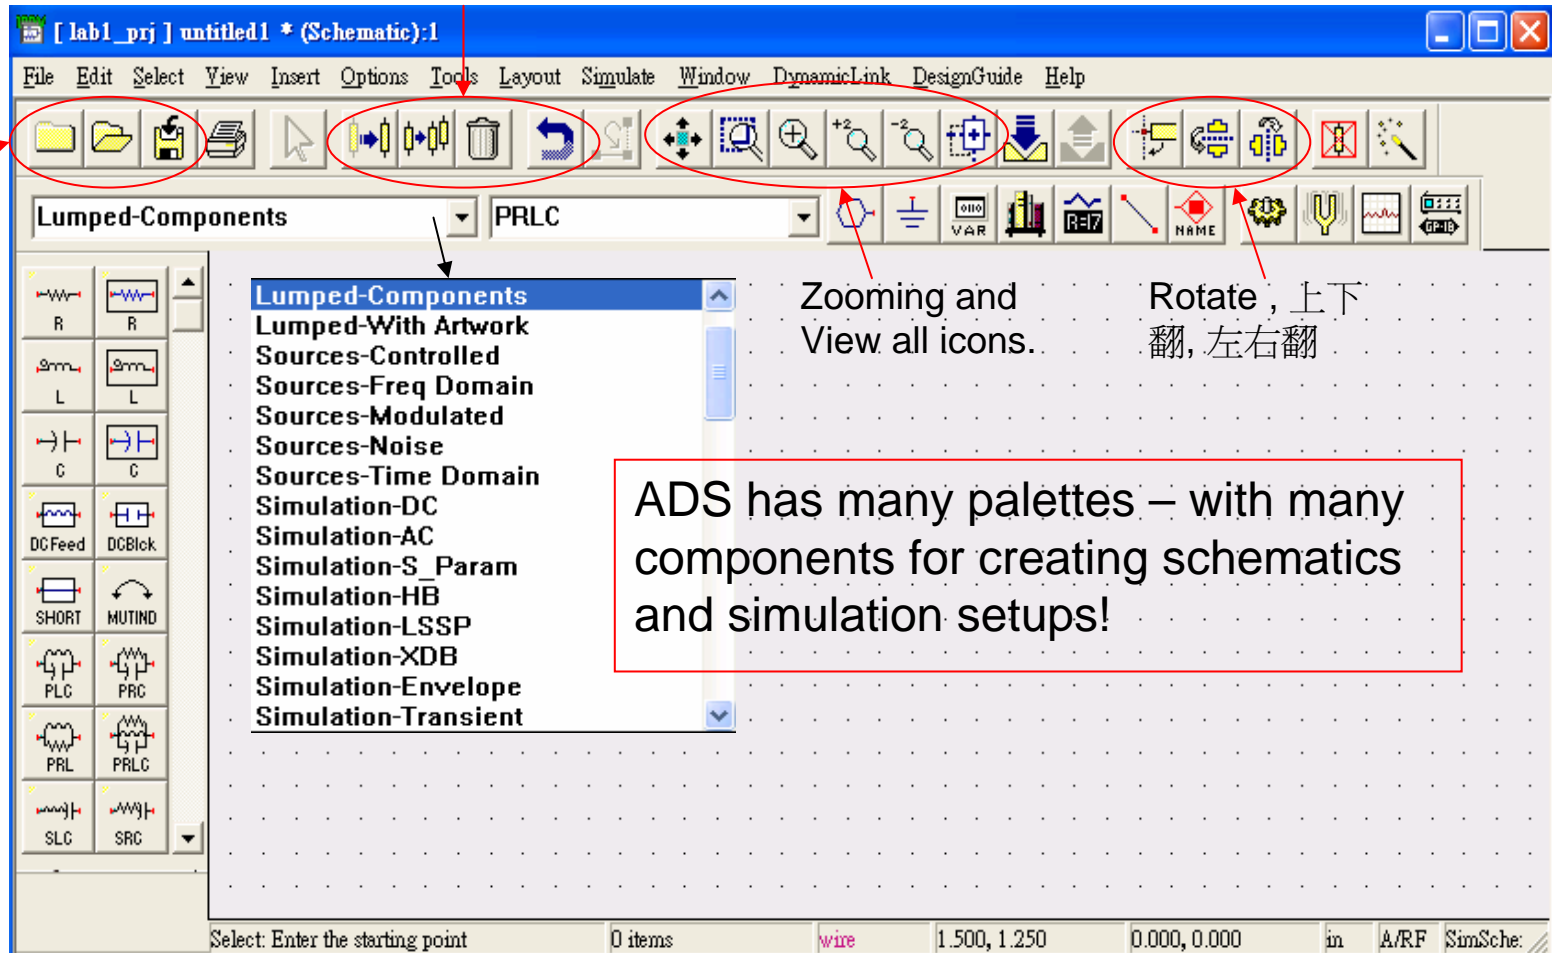 [ lab1_prj ] untitled1 * (Schematic):1
File Edit Select View Insert Options Tools Layout Simulate Window DynamicLink DesignGuide Help
+2 -2
Lumped-Components PRLC
VAR R=17 NAME GP-IB
R R
L L
C C
DCFeed DCBlck
SHORT MUTIND
PLC PRC
PRL PRLC
SLC SRC
Lumped-Components
Lumped-With Artwork
Sources-Controlled
Sources-Freq Domain
Sources-Modulated
Sources-Noise
Sources-Time Domain
Simulation-DC
Simulation-AC
Simulation-S_Param
Simulation-HB
Simulation-LSSP
Simulation-XDB
Simulation-Envelope
Simulation-Transient
Zooming and
View all icons.
Rotate , 上下
翻, 左右翻
ADS has many palettes – with many
components for creating schematics
and simulation setups!
Select: Enter the starting point 0 items wire 1.500, 1.250 0.000, 0.000 in A/RF SimSche: